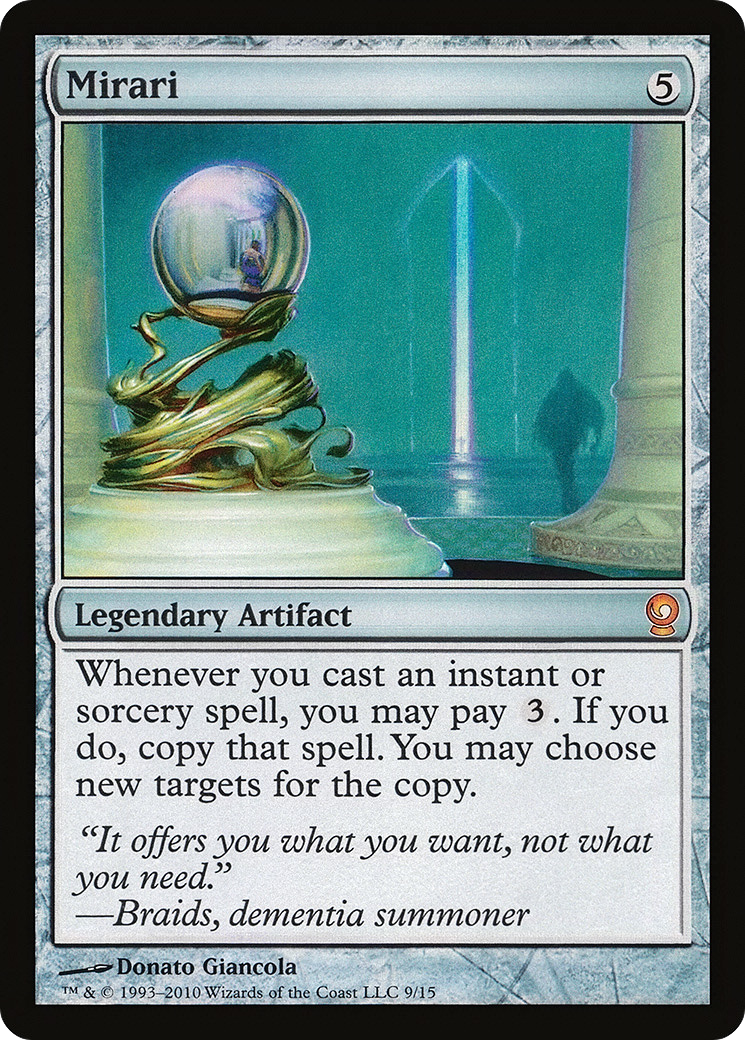 Mirari
5
Legendary Artifact
Whenever you cast an instant or
sorcery spell, you may pay 3. If you
do, copy that spell. You may choose
new targets for the copy.
“It offers you what you want, not what
you need.”
—Braids, dementia summoner
Donato Giancola
™ & © 1993–2010 Wizards of the Coast LLC 9/15